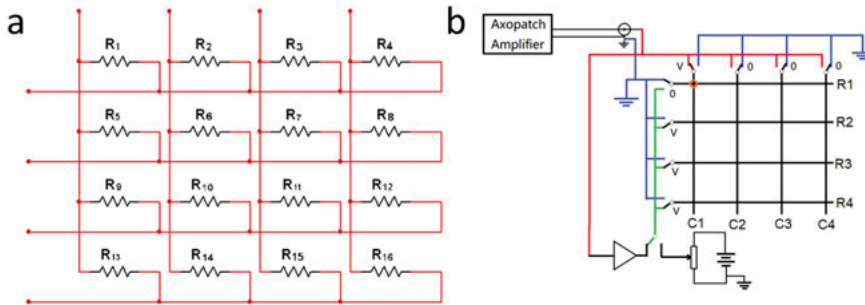 a
R1 R2 R3 R4
R5 R6 R7 R8
R9 R10 R11 R12
R13 R14 R15 R16
b
Axopatch
Amplifier
V 0 0 0
0 R1
V R2
V R3
V R4
C1 C2 C3 C4